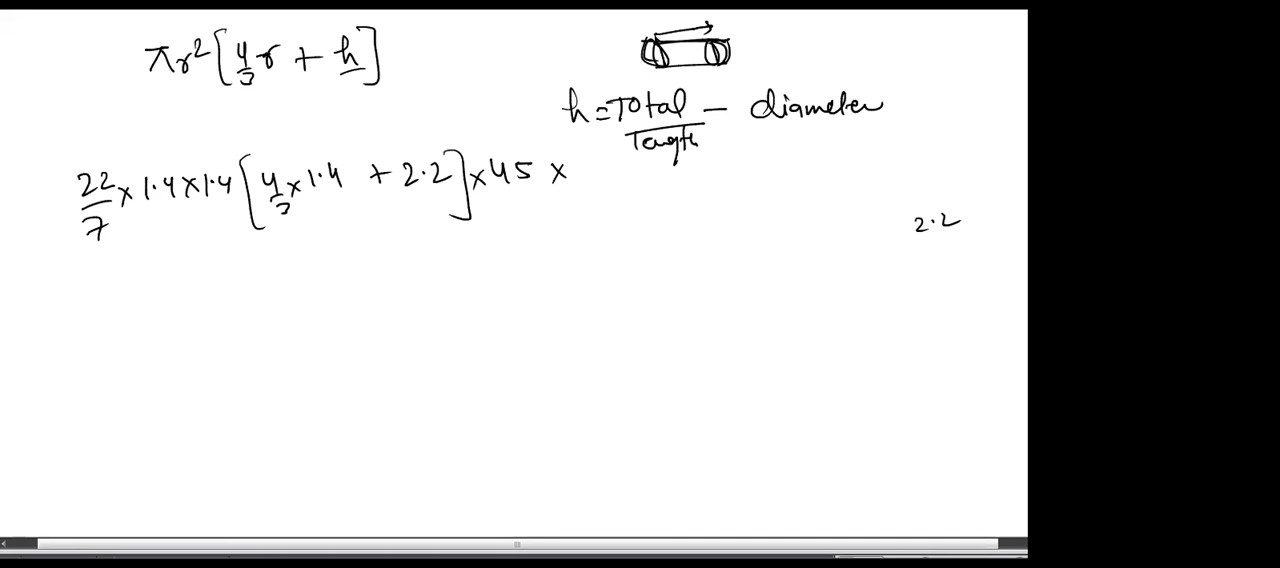 πr²[4/3 r + h]
h = Total length - diameter
22/7 × 1.4 × 1.4 [4/3 × 1.4 + 2.2] × 45 ×
2.2